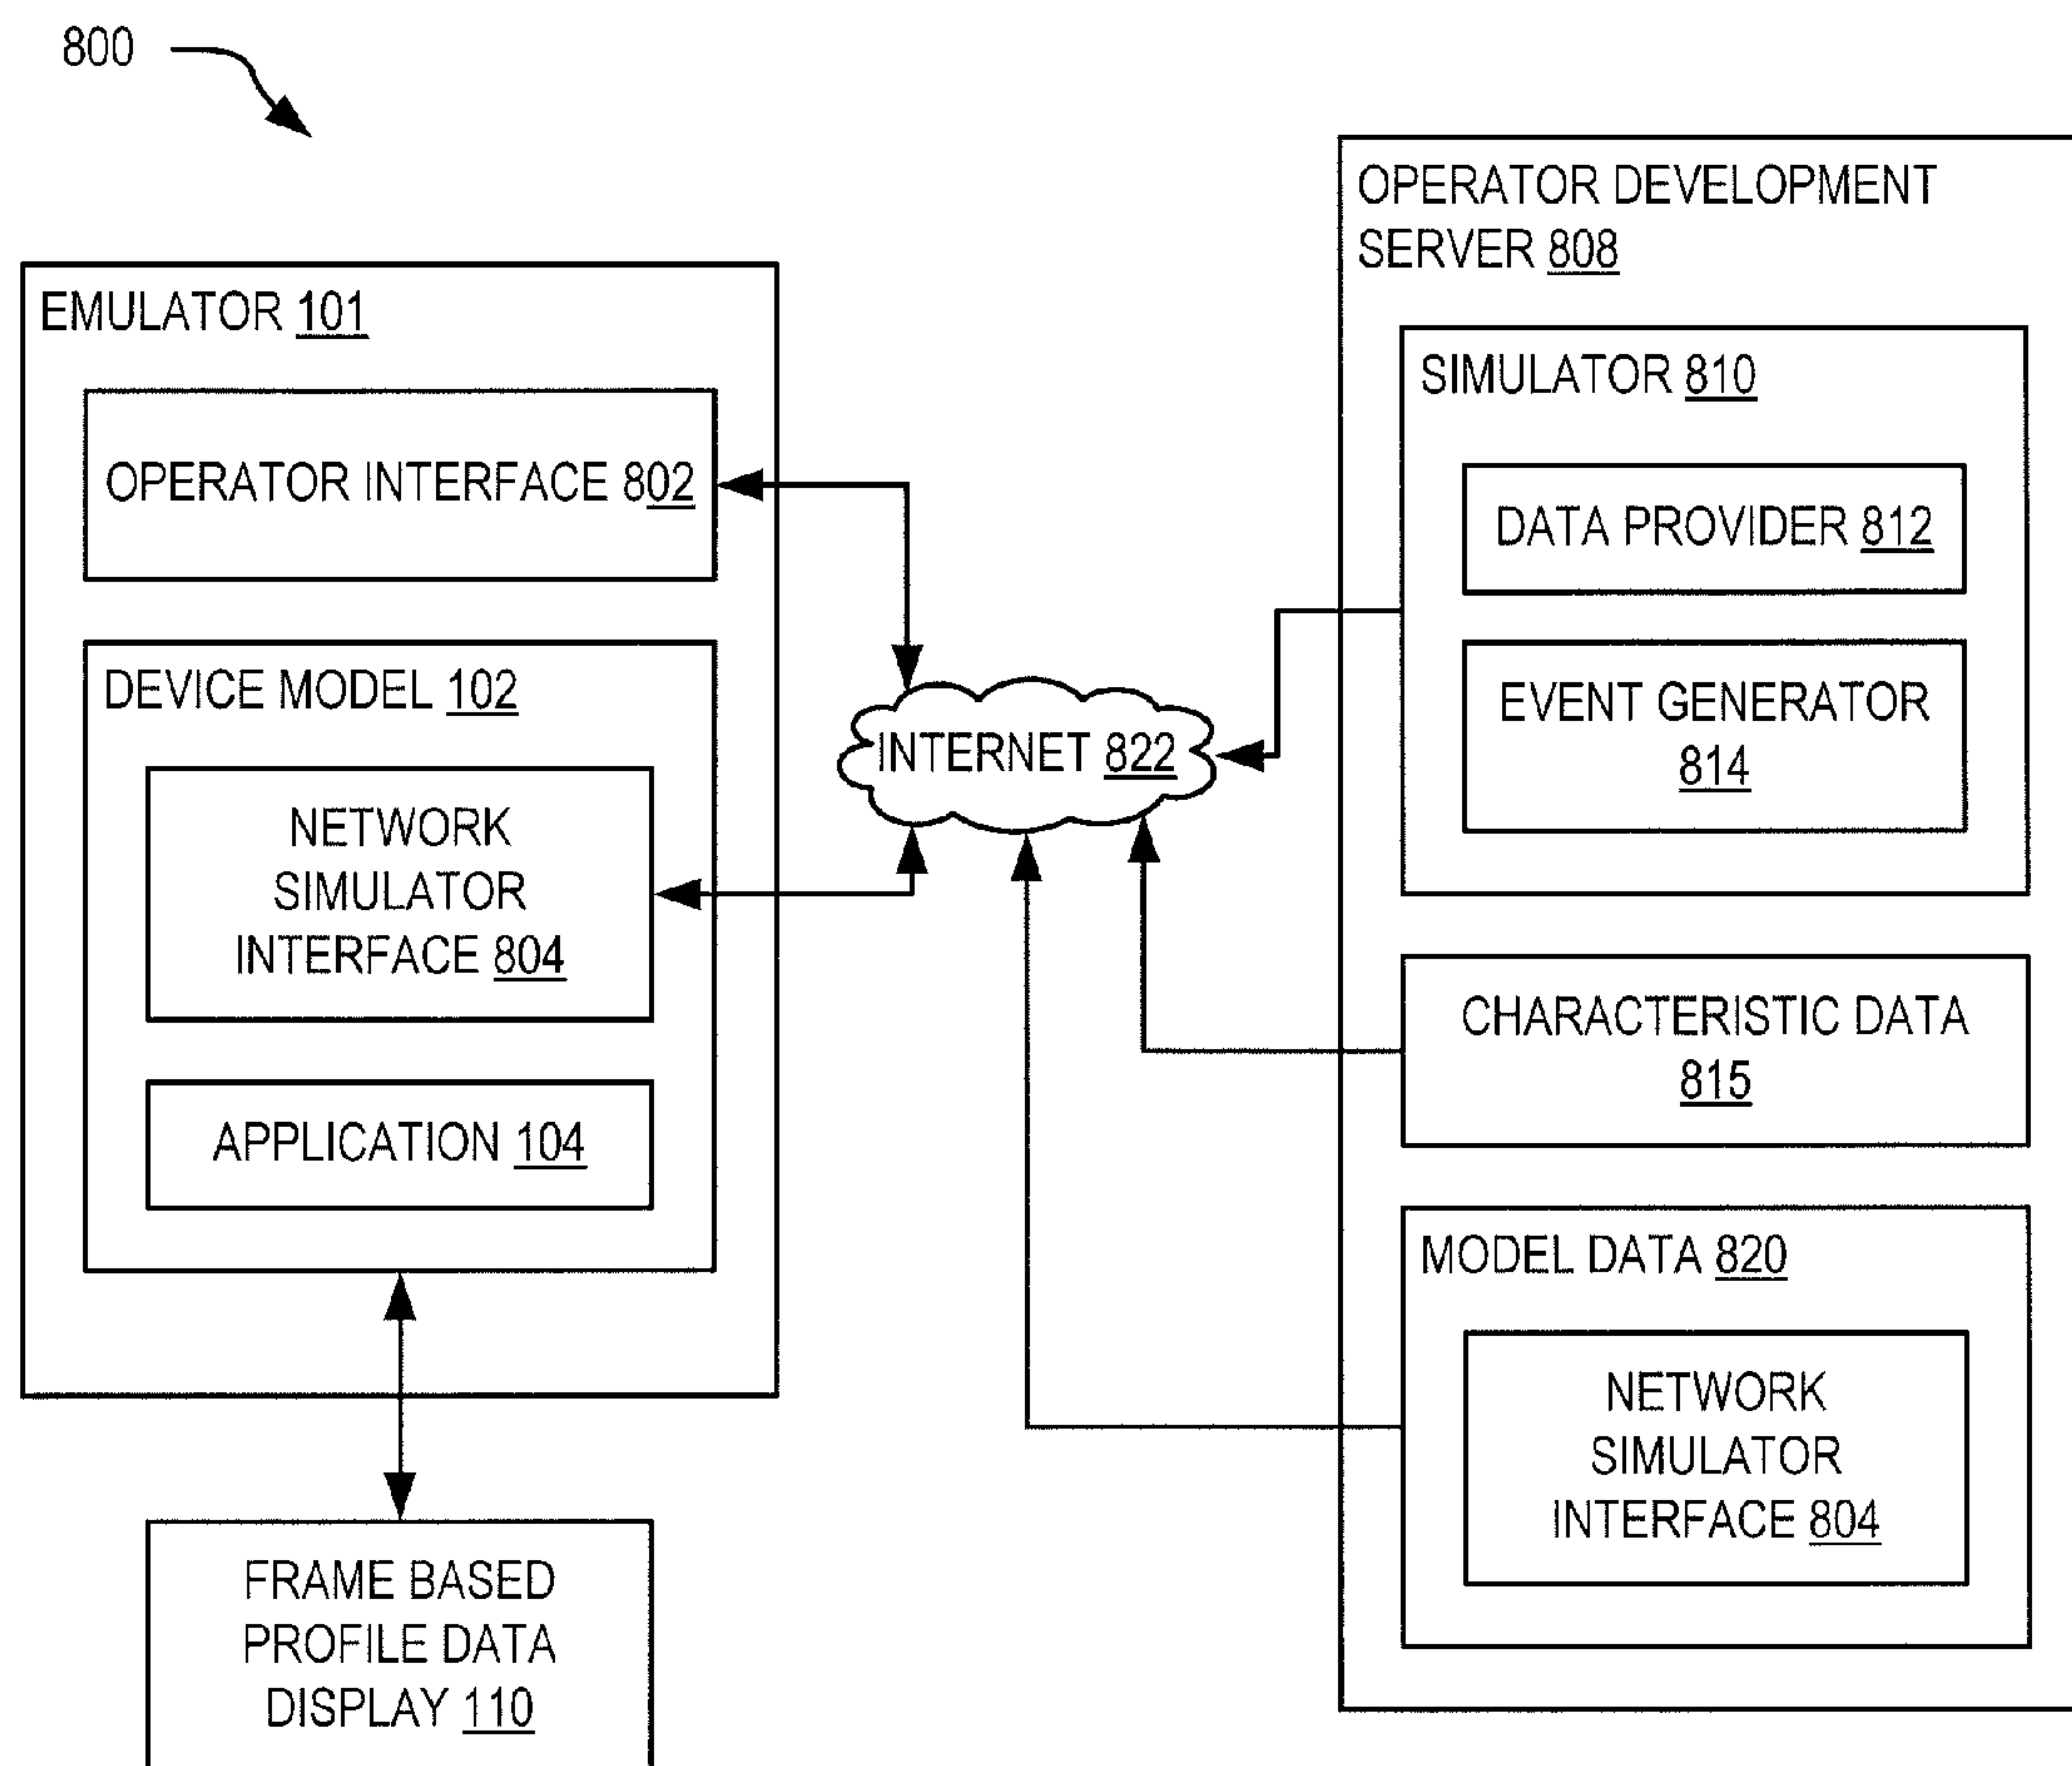 800
OPERATOR DEVELOPMENT
SERVER 808
EMULATOR 101
SIMULATOR 810
OPERATOR INTERFACE 802
DATA PROVIDER 812
DEVICE MODEL 102
EVENT GENERATOR
814
INTERNET 822
NETWORK
SIMULATOR
INTERFACE 804
CHARACTERISTIC DATA
815
APPLICATION 104
MODEL DATA 820
NETWORK
SIMULATOR
INTERFACE 804
FRAME BASED
PROFILE DATA
DISPLAY 110